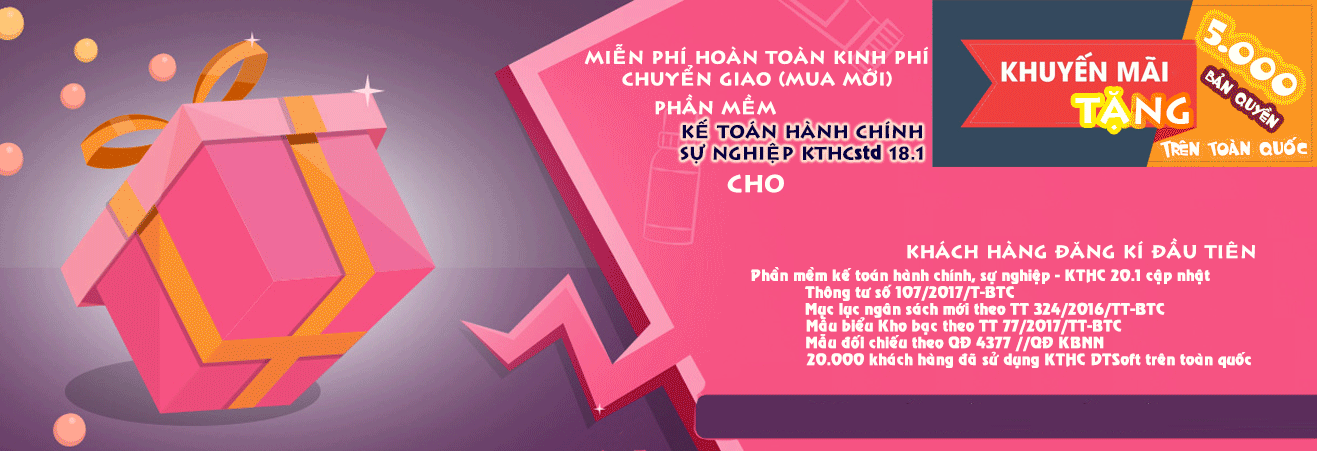 MIỄN PHÍ HOÀN TOÀN KINH PHÍ
CHUYỂN GIAO (MUA MỚI)
PHẦN MỀM
KẾ TOÁN HÀNH CHÍNH
SỰ NGHIỆP KTHCstd 18.1
CHO
KHUYẾN MÃI
TẶNG
5.000
BẢN QUYỀN
TRÊN TOÀN QUỐC
KHÁCH HÀNG ĐĂNG KÍ ĐẦU TIÊN
Phần mềm kế toán hành chính, sự nghiệp - KTHC 20.1 cập nhật
Thông tư số 107/2017/T-BTC
Mục lục ngân sách mới theo TT 324/2016/TT-BTC
Mẫu biểu Kho bạc theo TT 77/2017/TT-BTC
Mẫu đối chiếu theo QĐ 4377 //QĐ KBNN
20.000 khách hàng đã sử dụng KTHC DTSoft trên toàn quốc